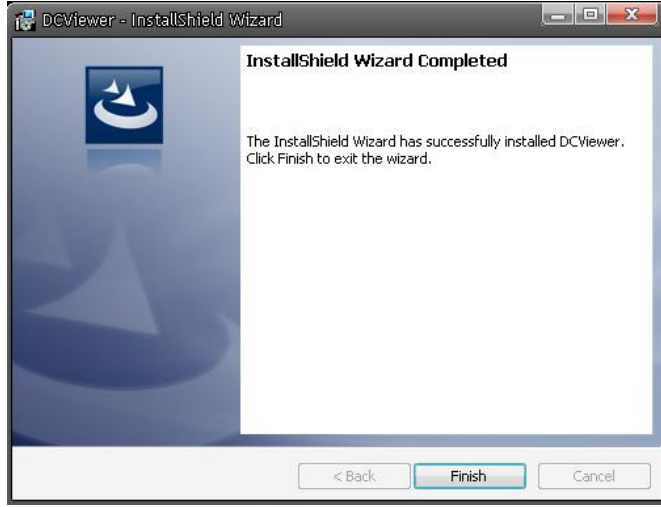 DCViewer - InstallShield Wizard
InstallShield Wizard Completed
The InstallShield Wizard has successfully installed DCViewer.
Click Finish to exit the wizard.
< Back
Finish
Cancel